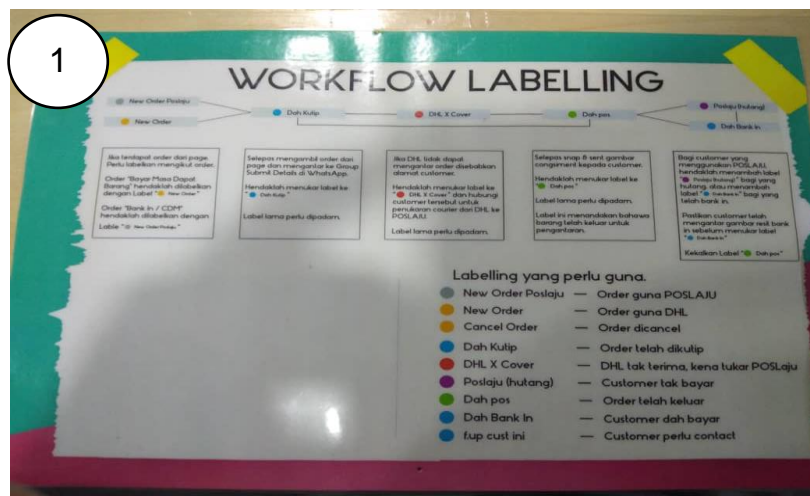 1
WORKFLOW LABELLING
New Order Poslaju
New Order
Dah Kutip
DHL X Cover
Dah pos
Poslaju (hutang)
Dah Bank In
Jika terdapat order dari page.
Perlu labelkan mengikut order.
Order "Bayar Masa Dapat
Barang" hendaklah dilabelkan
dengan Label " New Order "
Order "Bank In / CDM"
hendaklah dilabelkan dengan
Lable " New Order Poslaju "
Selepas mengambil order dari
page dan menghantar ke Group
Submit Details di WhatsApp.
Hendaklah menukar label ke
" Dah Kutip "
Label lama perlu dipadam.
Jika DHL tidak dapat
mengantar order disebabkan
alamat customer.
Hendaklah menukar label ke
" DHL X Cover " dan hubungi
customer tersebut untuk
penukaran courier dari DHL ke
POSLAJU.
Label lama perlu dipadam.
Selepas snap & sent gambar
consignment kepada customer.
Hendaklah menukar label ke
" Dah pos "
Label lama perlu dipadam.
Label ini menandakan bahawa
barang telah keluar untuk
pengantaran.
Bagi customer yang
menggunakan POSLAJU,
hendaklah menambah label
" Poslaju (hutang) " bagi yang
hutang, atau menambah
label " Dah Bank In " bagi yang
telah bank in.
Pastikan customer telah
mengantar gambar resit bank
in sebelum menukar label
" Dah Bank In "
Kekalkan Label " Dah pos "
Labelling yang perlu guna.
New Order Poslaju — Order guna POSLAJU
New Order — Order guna DHL
Cancel Order — Order dicancel
Dah Kutip — Order telah dikutip
DHL X Cover — DHL tak terima, kena tukar POSLaju
Poslaju (hutang) — Customer tak bayar
Dah pos — Order telah keluar
Dah Bank In — Customer dah bayar
f.up cust ini — Customer perlu contact